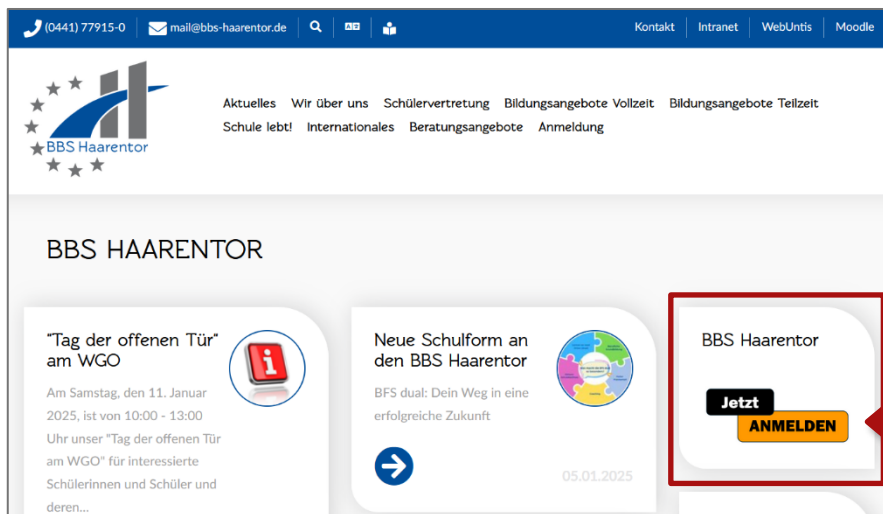 (0441) 77915-0 mail@bbs-haarentor.de Kontakt Intranet WebUntis Moodle
BBS Haarentor
Aktuelles Wir über uns Schülervertretung Bildungsangebote Vollzeit Bildungsangebote Teilzeit
Schule lebt! Internationales Beratungsangebote Anmeldung
BBS HAARENTOR
"Tag der offenen Tür"
am WGO
Am Samstag, den 11. Januar
2025, ist von 10:00 - 13:00
Uhr unser "Tag der offenen Tür
am WGO" für interessierte
Schülerinnen und Schüler und
deren...
Neue Schulform an
den BBS Haarentor
BFS dual: Dein Weg in eine
erfolgreiche Zukunft
05.01.2025
BBS Haarentor
Jetzt
ANMELDEN